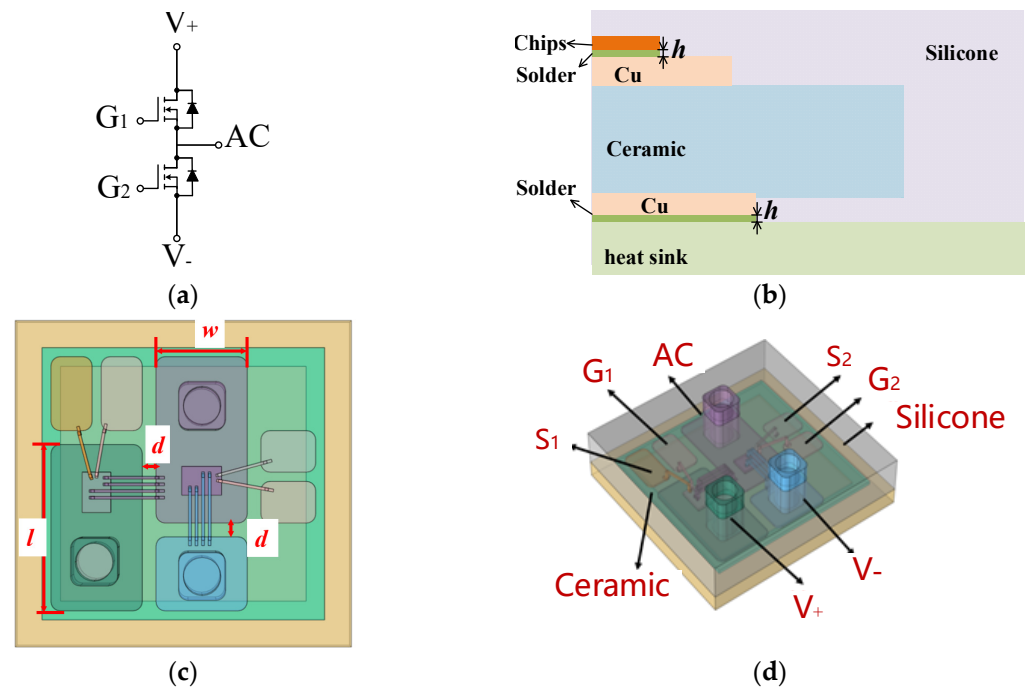 V+
G1
AC
G2
V-
(a)
Chips
h
Solder
Cu
Silicone
Ceramic
Solder
Cu
h
heat sink
(b)
w
d
l
d
(c)
AC
S2
G1
G2
Silicone
S1
Ceramic
V-
V+
(d)